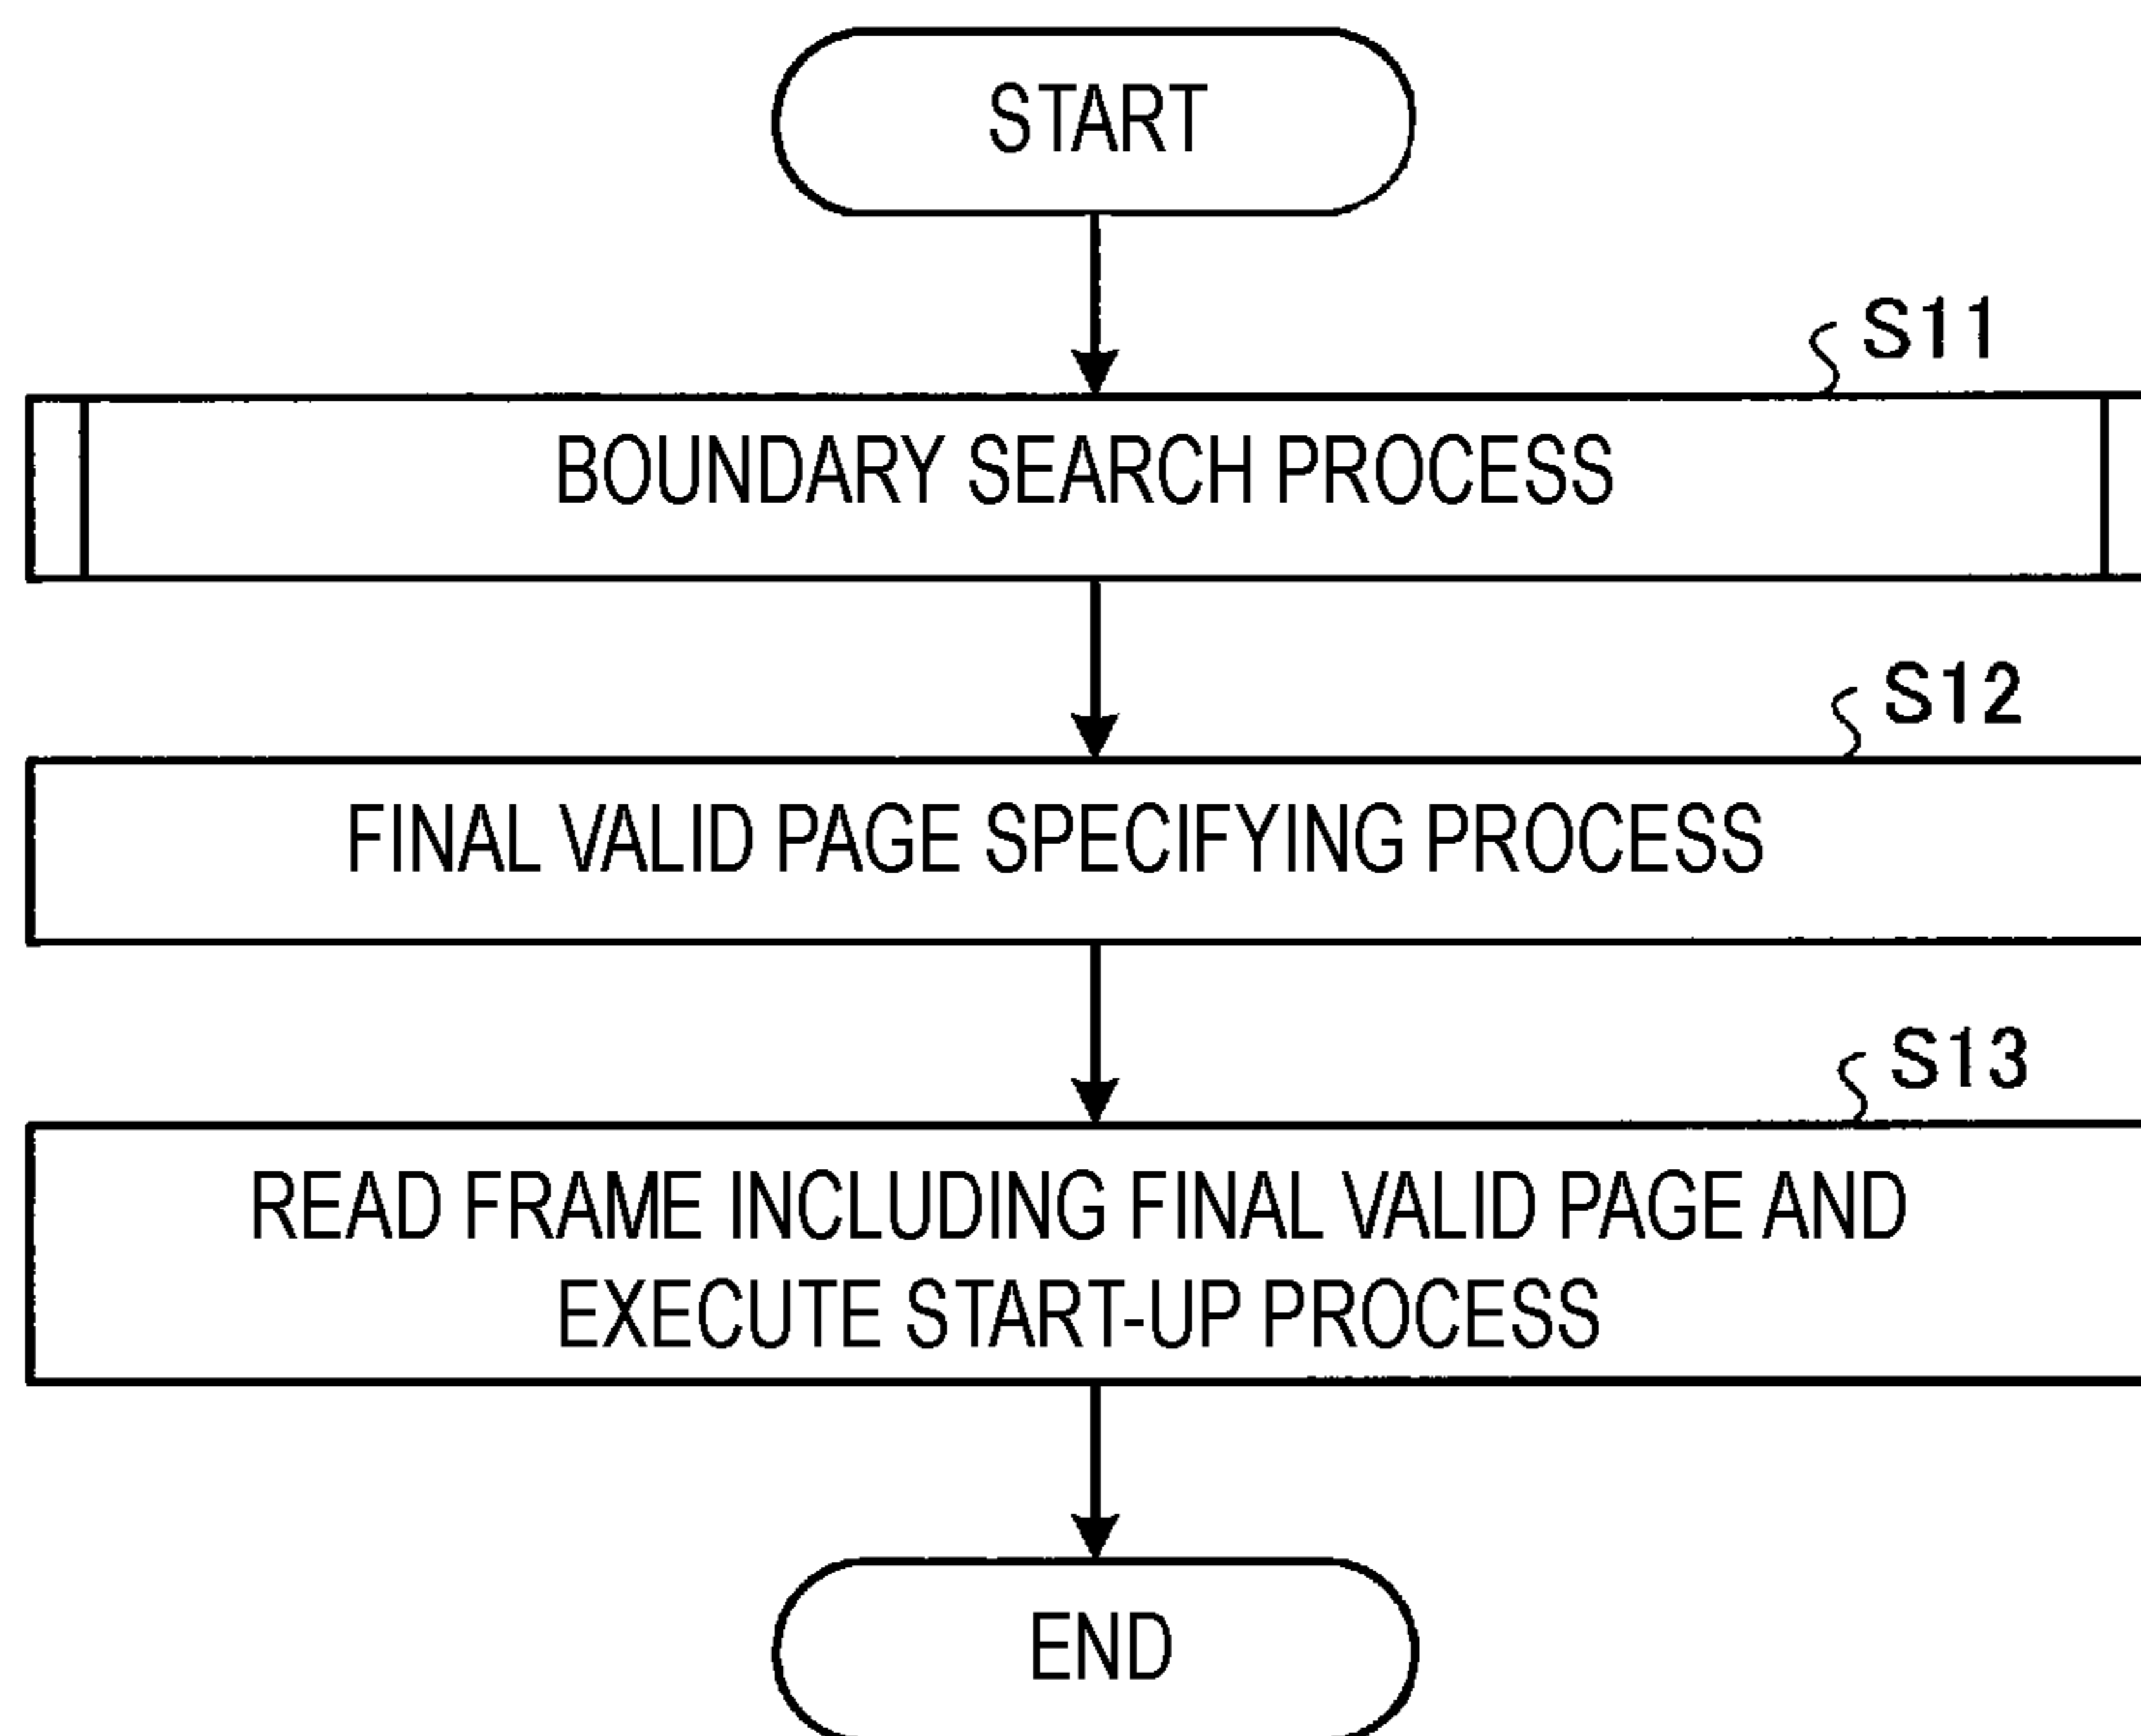 START
S11
BOUNDARY SEARCH PROCESS
S12
FINAL VALID PAGE SPECIFYING PROCESS
S13
READ FRAME INCLUDING FINAL VALID PAGE AND
EXECUTE START-UP PROCESS
END